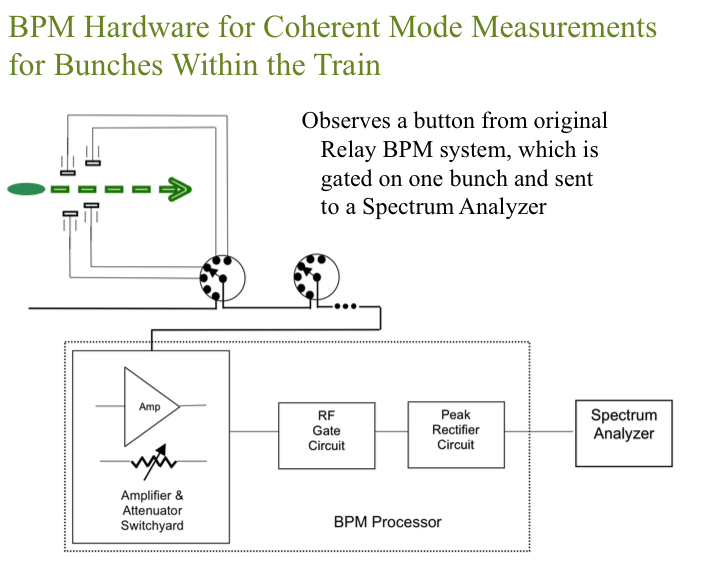 BPM Hardware for Coherent Mode Measurements
for Bunches Within the Train
Observes a button from original
Relay BPM system, which is
gated on one bunch and sent
to a Spectrum Analyzer
Amp
Amplifier &
Attenuator
Switchyard
RF
Gate
Circuit
Peak
Rectifier
Circuit
Spectrum
Analyzer
BPM Processor